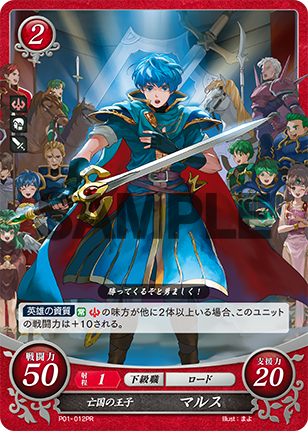 2
SAMPLE
勝ってくるぞと勇ましく!
英雄の資質 常 の味方が他に2体以上いる場合、このユニット
の戦闘力は+10される。
戦闘力
50
射程 1 下級職 ロード
支援力
20
亡国の王子 マルス
P01-012PR
Illust:まよ